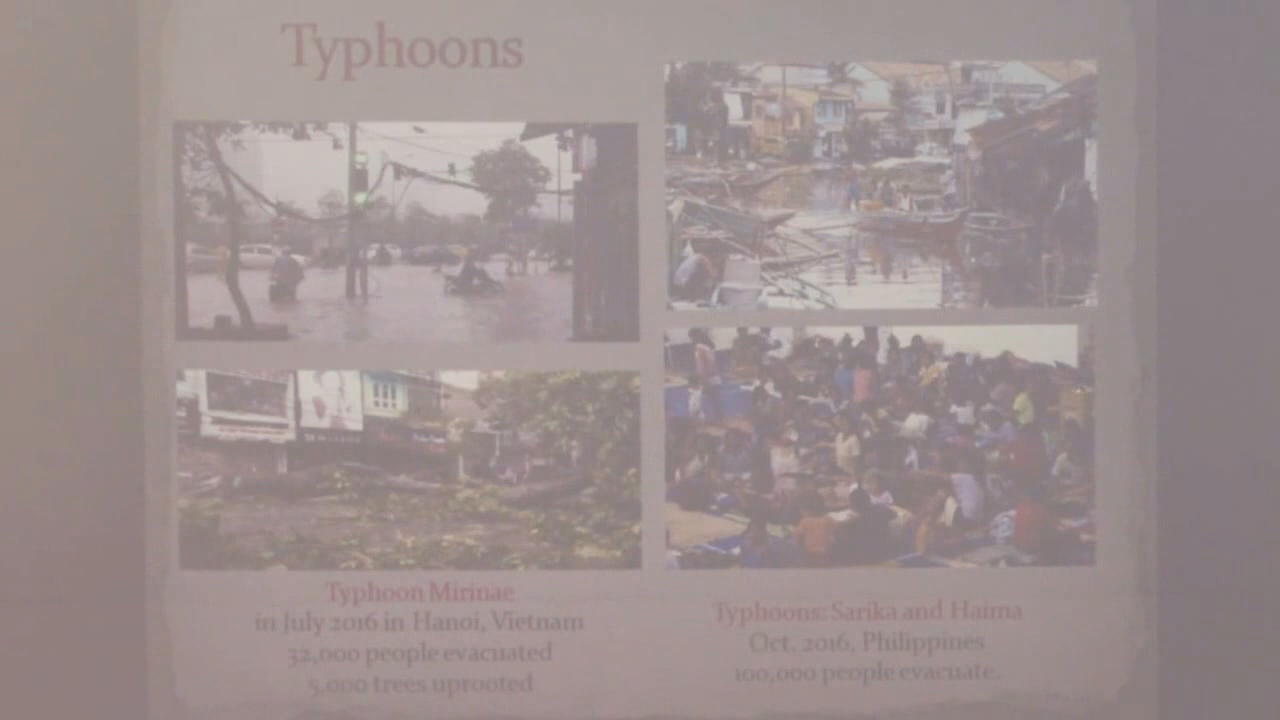 Typhoons
Typhoon Mirinae
in July 2016 in Hanoi, Vietnam
32,000 people evacuated
5,000 trees uprooted
Typhoons: Sarika and Haima
Oct, 2016, Philippines
100,000 people evacuate.